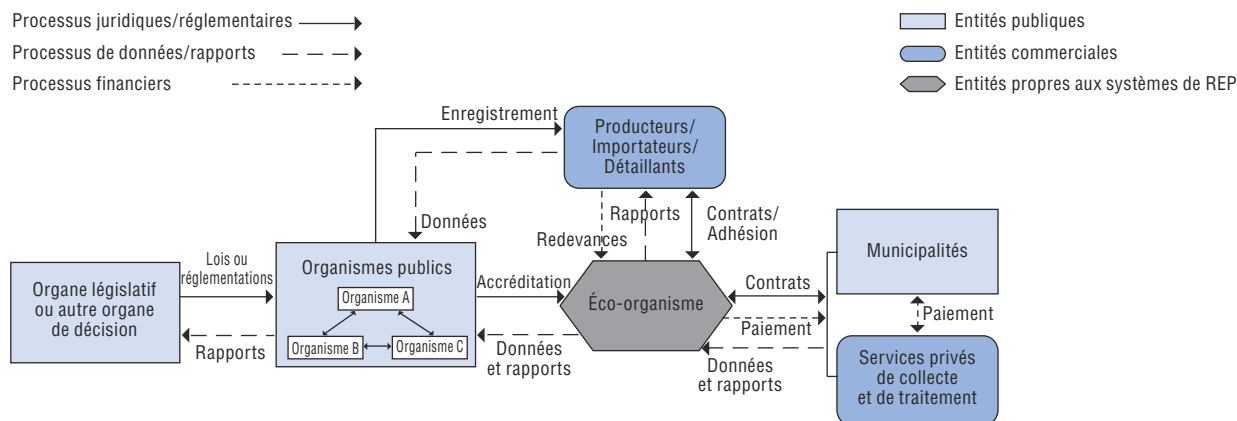 Processus juridiques/réglementaires
Processus de données/rapports
Processus financiers
Entités publiques
Entités commerciales
Entités propres aux systèmes de REP
Enregistrement
Producteurs/
Importateurs/
Détaillants
Données
Redevances
Rapports
Contrats/
Adhésion
Organe législatif
ou autre organe
de décision
Lois ou
réglementations
Rapports
Organismes publics
Organisme A
Organisme B
Organisme C
Accréditation
Données
et rapports
Éco-organisme
Contrats
Paiement
Données
et rapports
Municipalités
Paiement
Services privés
de collecte
et de traitement